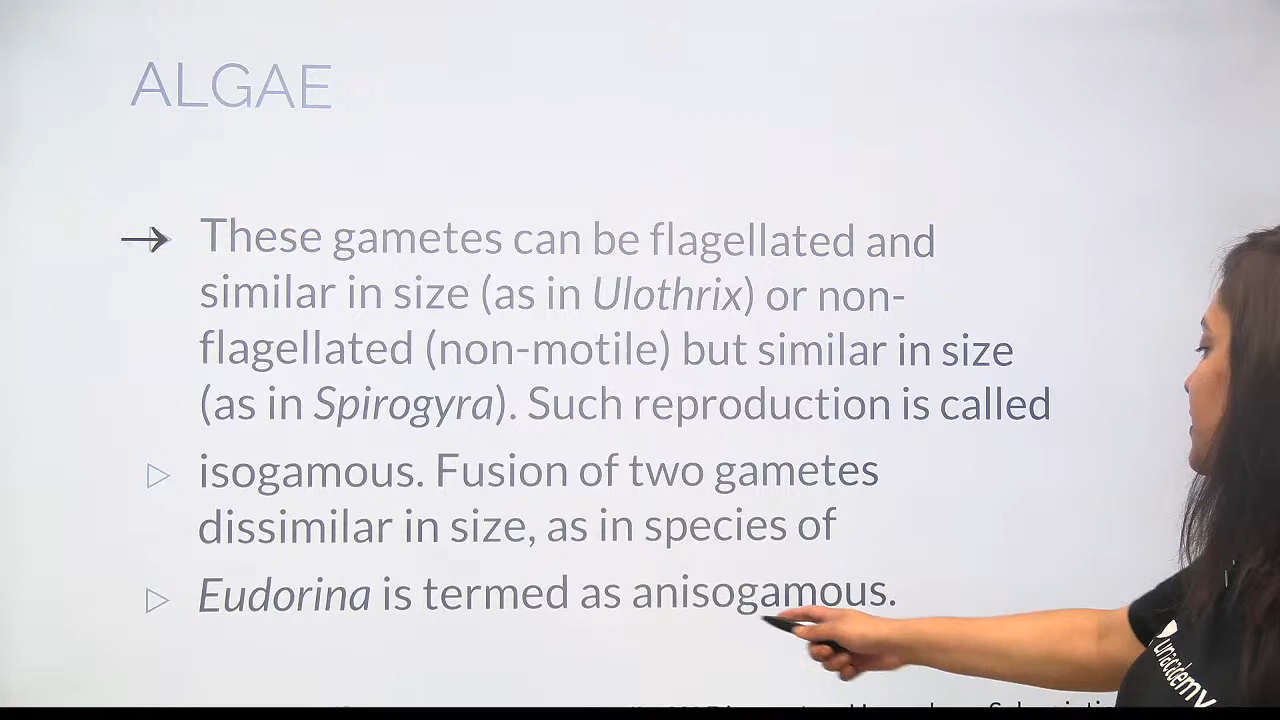 ALGAE
→ These gametes can be flagellated and
similar in size (as in Ulothrix) or non-
flagellated (non-motile) but similar in size
(as in Spirogyra). Such reproduction is called
▷ isogamous. Fusion of two gametes
dissimilar in size, as in species of
▷ Eudorina is termed as anisogamous.
unacademy